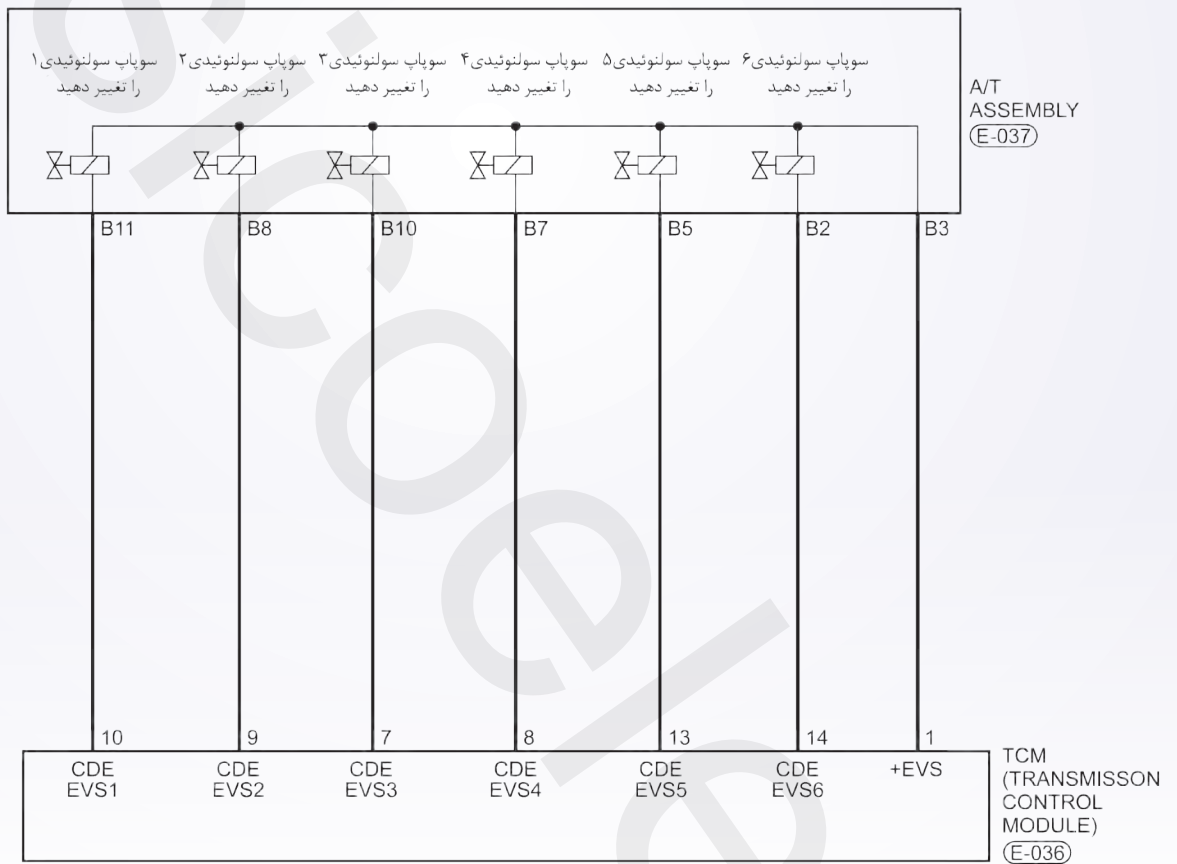 سوپاپ سولنوئیدی۱
را تغییر دهید
سوپاپ سولنوئیدی۲
را تغییر دهید
سوپاپ سولنوئیدی۳
را تغییر دهید
سوپاپ سولنوئیدی۴
را تغییر دهید
سوپاپ سولنوئیدی۵
را تغییر دهید
سوپاپ سولنوئیدی۶
را تغییر دهید
A/T
ASSEMBLY
E-037
B11
B8
B10
B7
B5
B2
B3
10
9
7
8
13
14
1
CDE
EVS1
CDE
EVS2
CDE
EVS3
CDE
EVS4
CDE
EVS5
CDE
EVS6
+EVS
TCM
(TRANSMISSON
CONTROL
MODULE)
E-036